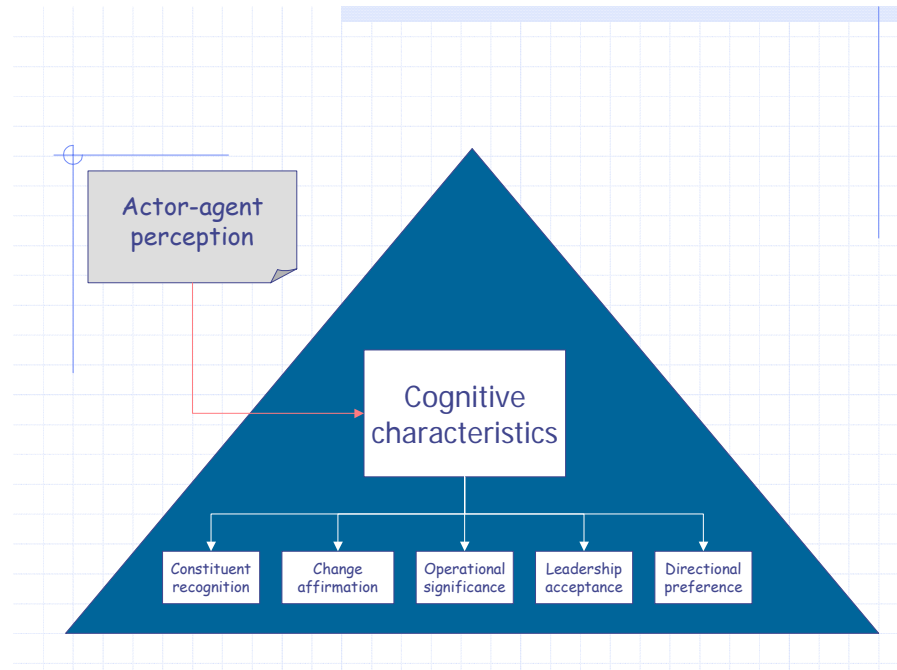 Actor-agent
perception
Cognitive
characteristics
Constituent
recognition
Change
affirmation
Operational
significance
Leadership
acceptance
Directional
preference